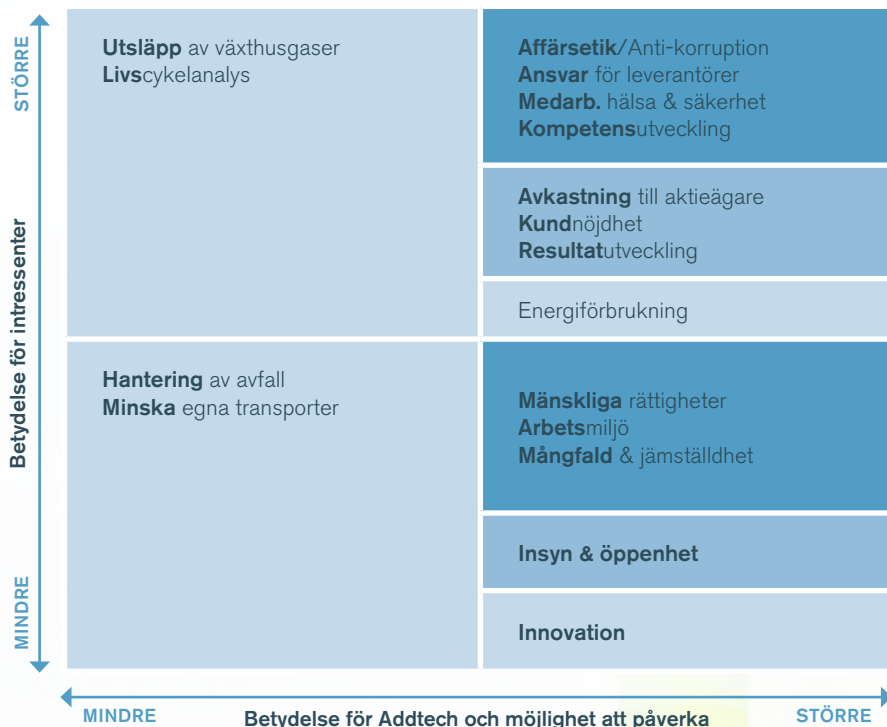 STÖRRE
Betydelse för intressenter
MINDRE
Utsläpp av växthusgaser
Livscykelanalys
Affärsetik/Anti-korruption
Ansvar för leverantörer
Medarb. hälsa & säkerhet
Kompetensutveckling
Avkastning till aktieägare
Kundnöjdhet
Resultatutveckling
Energiförbrukning
Hantering av avfall
Minska egna transporter
Mänskliga rättigheter
Arbetsmiljö
Mångfald & jämställdhet
Insyn & öppenhet
Innovation
MINDRE
Betydelse för Addtech och möjlighet att påverka
STÖRRE